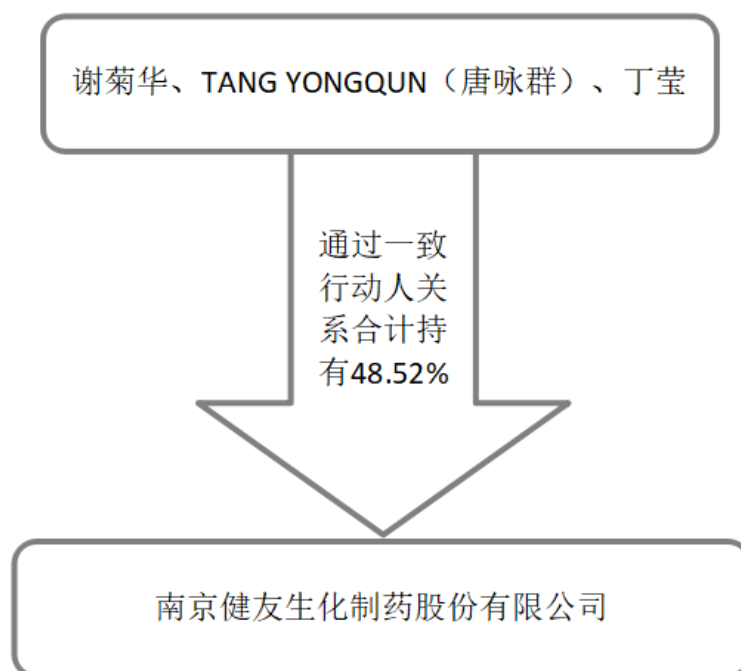 谢菊华、TANG YONGQUN（唐咏群）、丁莹
通过一致
行动人关
系合计持
有48.52%
南京健友生化制药股份有限公司